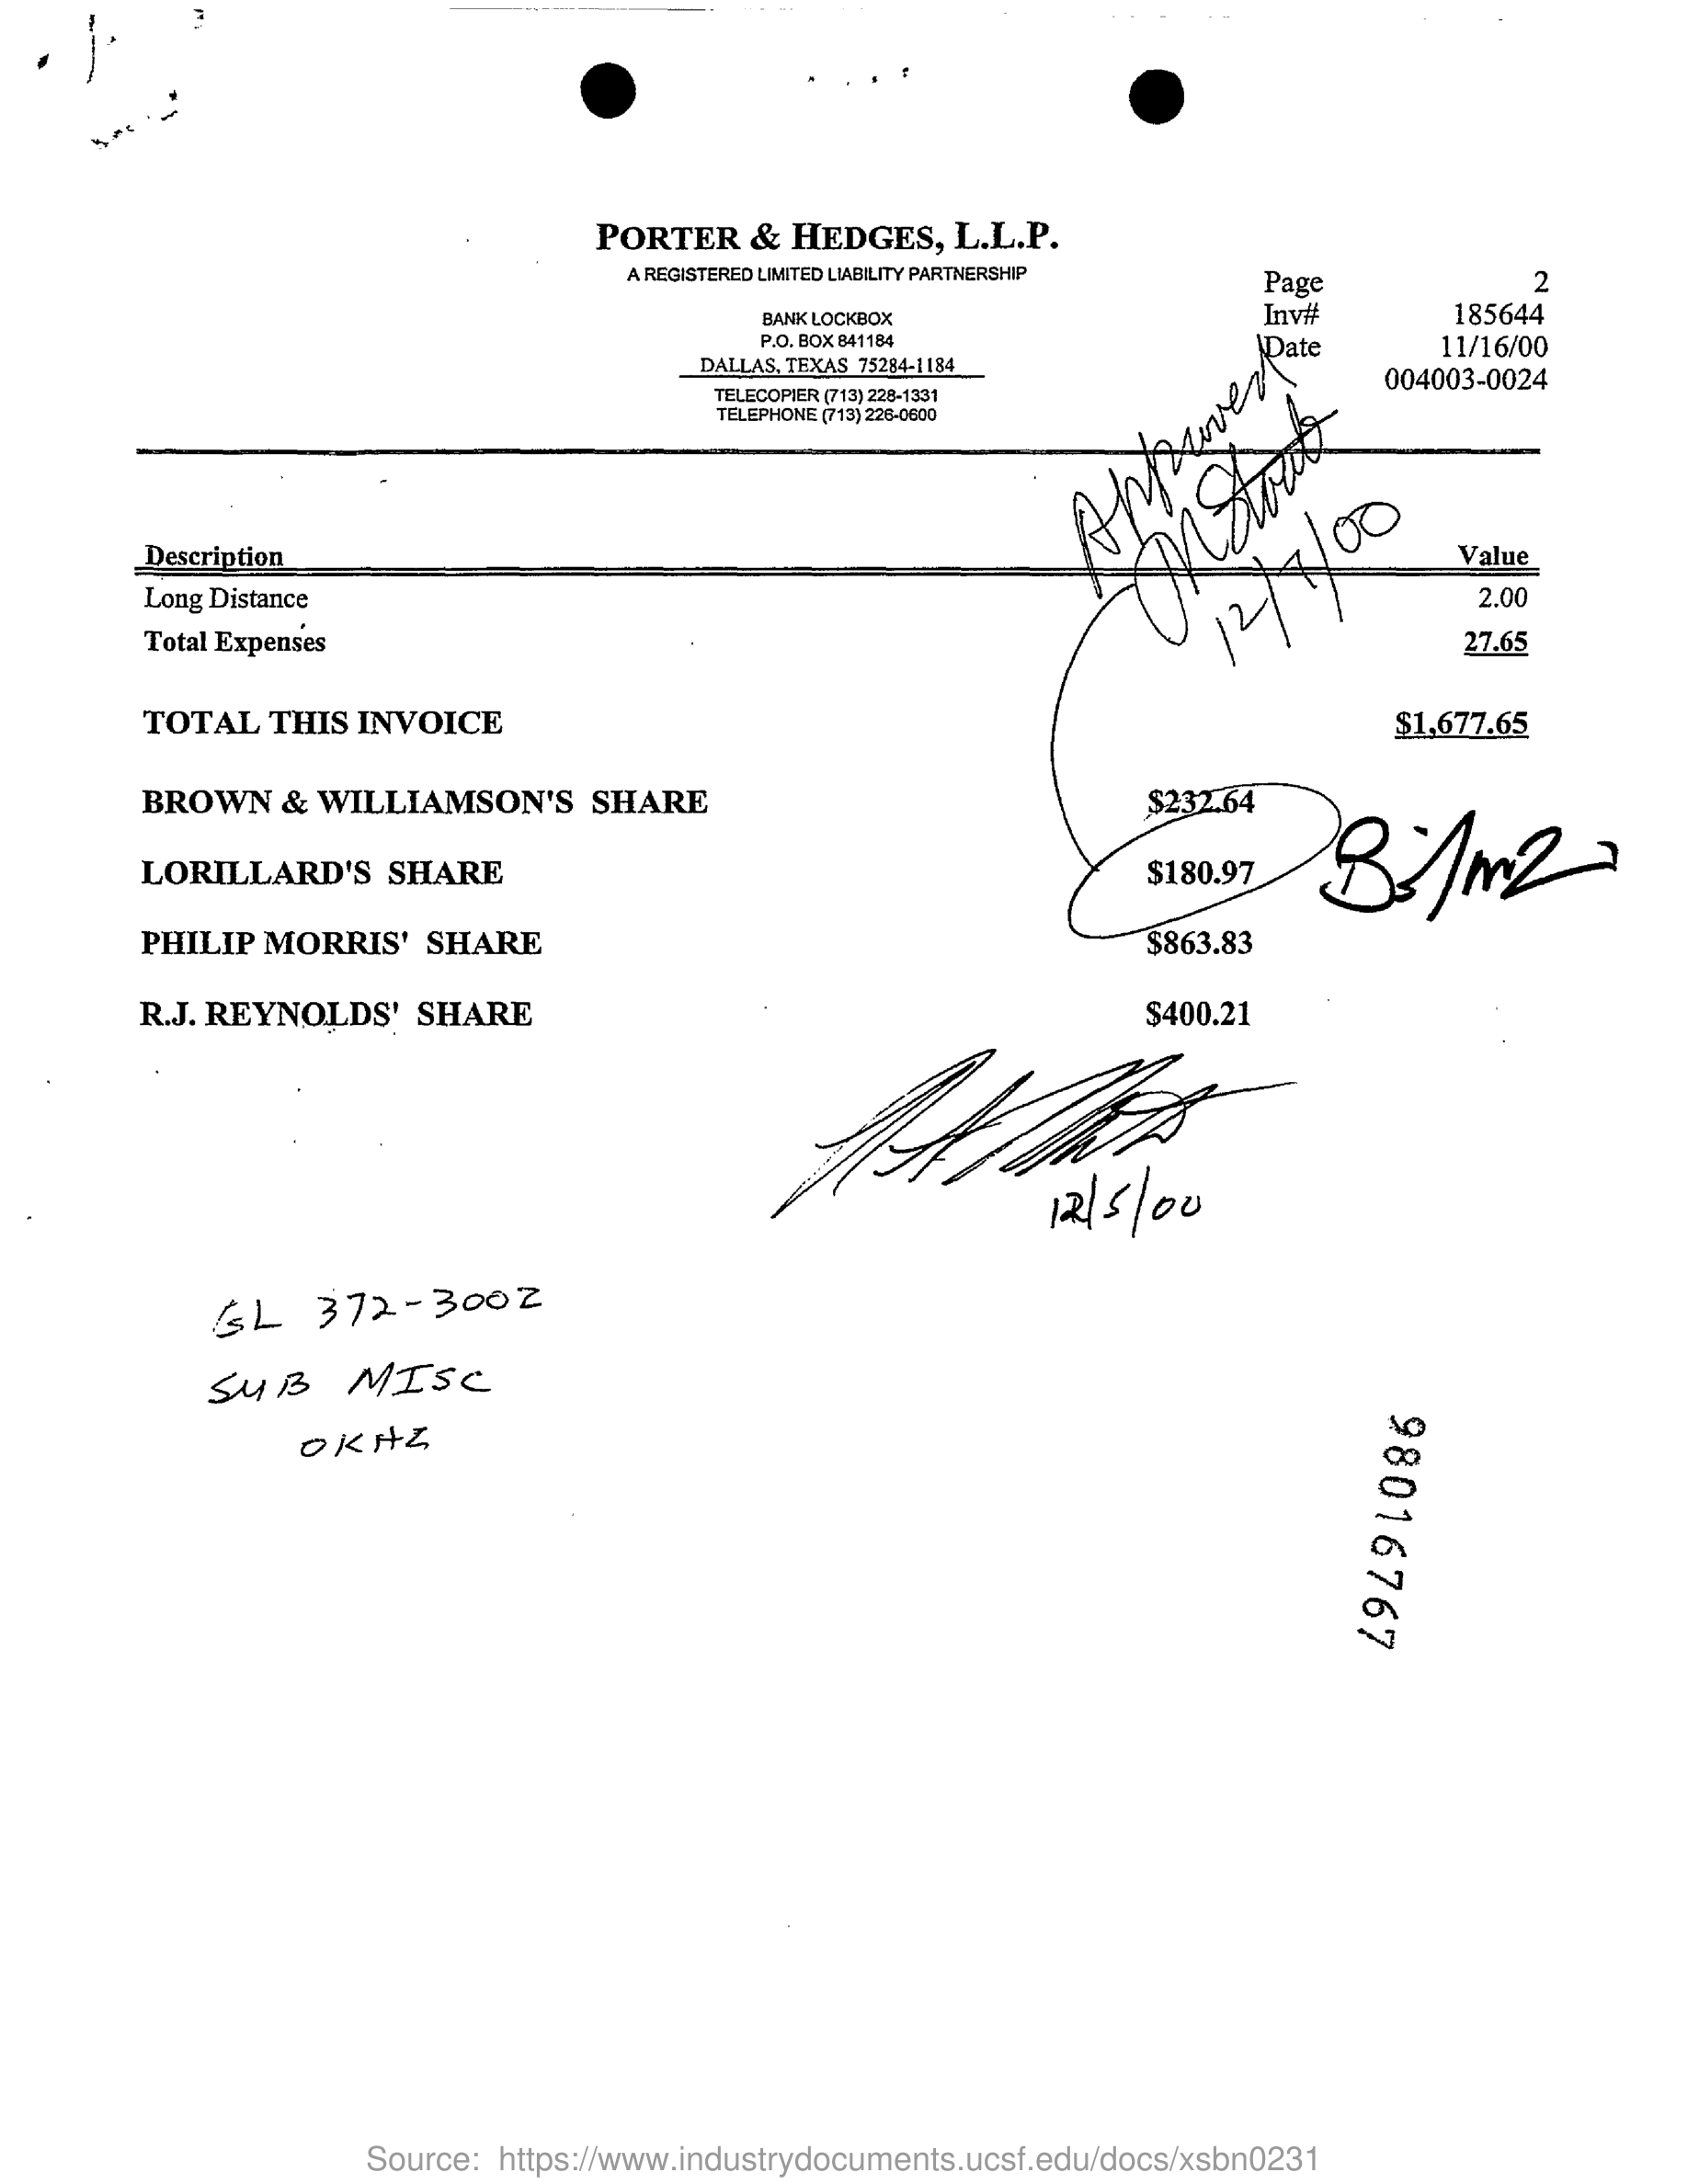 PORTER & HEDGES, L.L.P.
A REGISTERED LIMITED LIABILITY PARTNERSHIP
BANK LOCKBOX
P.O. BOX 841184
DALLAS, TEXAS 75284-1184
TELECOPIER (713) 228-1331
TELEPHONE (713) 226-0600
Page 2
Inv# 185644
Date 11/16/00
004003-0024
Approved
12/7/00
Description Value
Long Distance 2.00
Total Expenses 27.65
TOTAL THIS INVOICE $1,677.65
BROWN & WILLIAMSON'S SHARE $232.64
LORILLARD'S SHARE $180.97
PHILIP MORRIS' SHARE $863.83
R.J. REYNOLDS' SHARE $400.21
12/5/00
GL 372-3002
SUB MISC
98016767
Source: https://www.industrydocuments.ucsf.edu/docs/xsbn0231